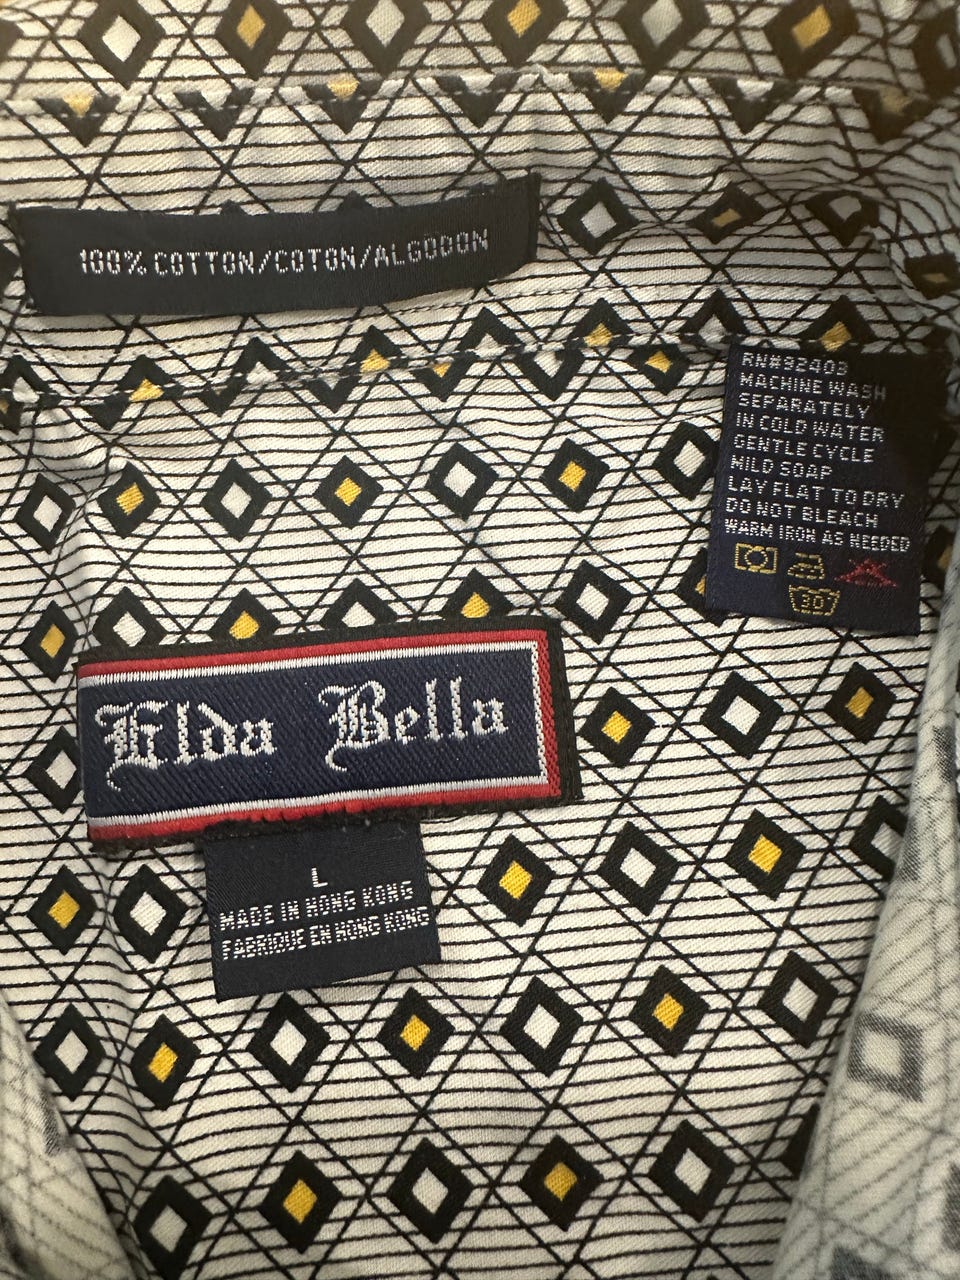 100% COTTON/COTON/ALGODON
RN#92403
MACHINE WASH
SEPARATELY
IN COLD WATER
GENTLE CYCLE
MILD SOAP
LAY FLAT TO DRY
DO NOT BLEACH
WARM IRON AS NEEDED
30
Elda Bella
L
MADE IN HONG KONG
FABRIQUE EN HONG KONG